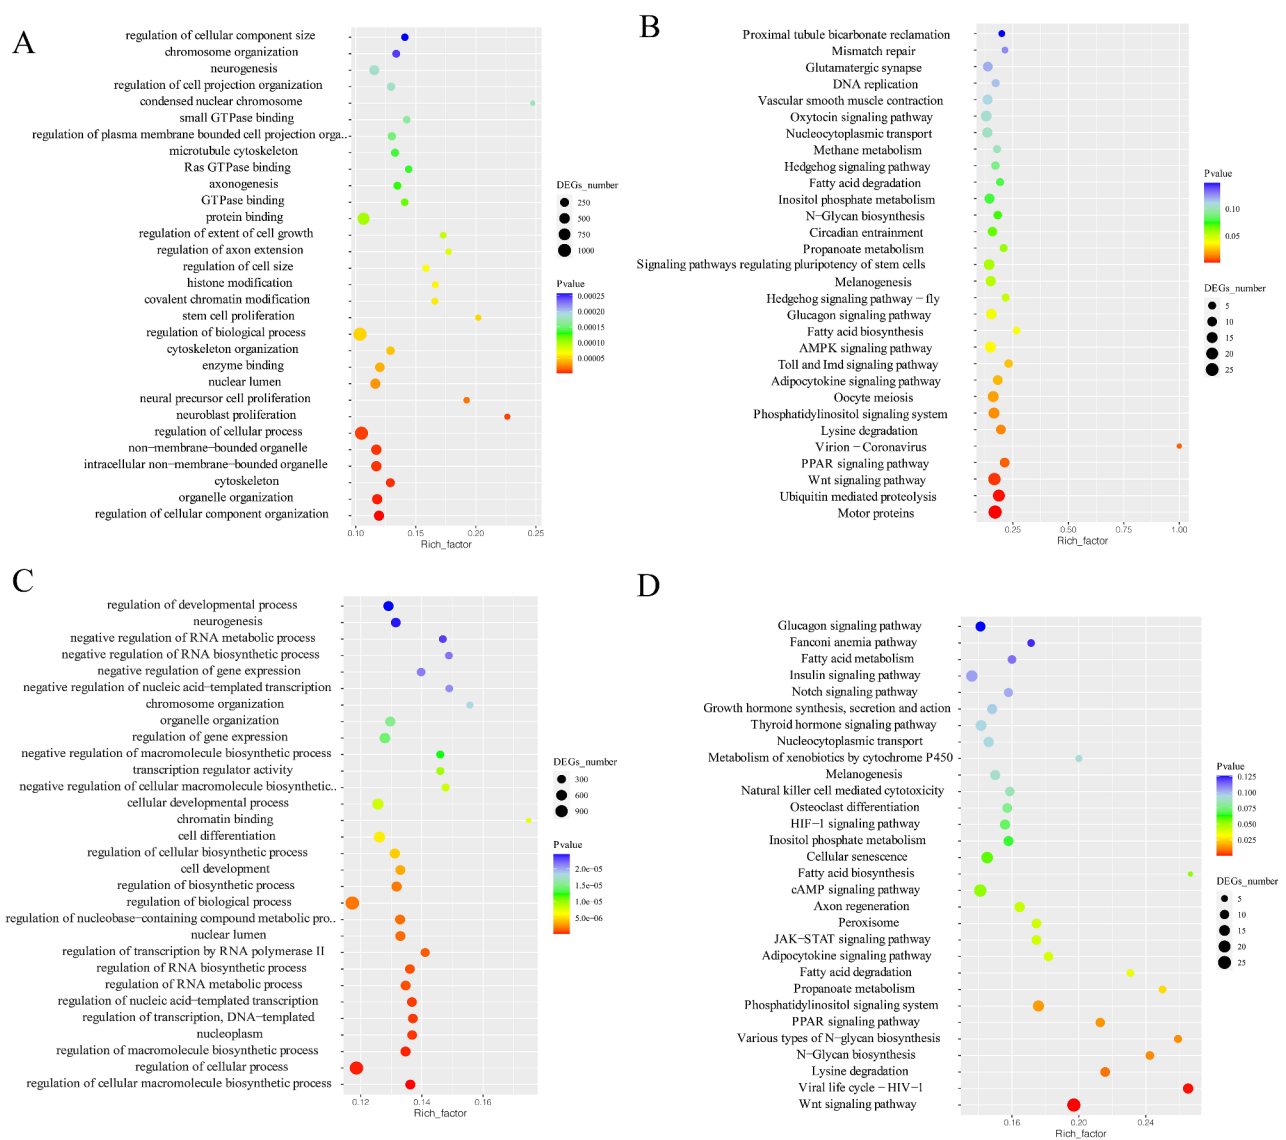 A
regulation of cellular component size
chromosome organization
neurogenesis
regulation of cell projection organization
condensed nuclear chromosome
small GTPase binding
regulation of plasma membrane bounded cell projection orga..
microtubule cytoskeleton
Ras GTPase binding
axonogenesis
GTPase binding
protein binding
regulation of extent of cell growth
regulation of axon extension
regulation of cell size
histone modification
covalent chromatin modification
stem cell proliferation
regulation of biological process
cytoskeleton organization
enzyme binding
nuclear lumen
neural precursor cell proliferation
neuroblast proliferation
regulation of cellular process
non−membrane−bounded organelle
intracellular non−membrane−bounded organelle
cytoskeleton
organelle organization
regulation of cellular component organization
0.10 0.15 0.20 0.25
Rich_factor
DEGs_number
250
500
750
1000
Pvalue
0.00025
0.00020
0.00015
0.00010
0.00005
B
Proximal tubule bicarbonate reclamation
Mismatch repair
Glutamatergic synapse
DNA replication
Vascular smooth muscle contraction
Oxytocin signaling pathway
Nucleocytoplasmic transport
Methane metabolism
Hedgehog signaling pathway
Fatty acid degradation
Inositol phosphate metabolism
N−Glycan biosynthesis
Circadian entrainment
Propanoate metabolism
Signaling pathways regulating pluripotency of stem cells
Melanogenesis
Hedgehog signaling pathway − fly
Glucagon signaling pathway
Fatty acid biosynthesis
AMPK signaling pathway
Toll and Imd signaling pathway
Adipocytokine signaling pathway
Oocyte meiosis
Phosphatidylinositol signaling system
Lysine degradation
Virion − Coronavirus
PPAR signaling pathway
Wnt signaling pathway
Ubiquitin mediated proteolysis
Motor proteins
0.25 0.50 0.75 1.00
Rich_factor
Pvalue
0.10
0.05
DEGs_number
5
10
15
20
25
C
regulation of developmental process
neurogenesis
negative regulation of RNA metabolic process
negative regulation of RNA biosynthetic process
negative regulation of gene expression
negative regulation of nucleic acid−templated transcription
chromosome organization
organelle organization
regulation of gene expression
negative regulation of macromolecule biosynthetic process
transcription regulator activity
negative regulation of cellular macromolecule biosynthetic..
cellular developmental process
chromatin binding
cell differentiation
regulation of cellular biosynthetic process
cell development
regulation of biosynthetic process
regulation of biological process
regulation of nucleobase−containing compound metabolic pro..
nuclear lumen
regulation of transcription by RNA polymerase II
regulation of RNA biosynthetic process
regulation of RNA metabolic process
regulation of nucleic acid−templated transcription
regulation of transcription, DNA−templated
nucleoplasm
regulation of macromolecule biosynthetic process
regulation of cellular process
regulation of cellular macromolecule biosynthetic process
0.12 0.14 0.16
Rich_factor
DEGs_number
300
600
900
Pvalue
2.0e−05
1.5e−05
1.0e−05
5.0e−06
D
Glucagon signaling pathway
Fanconi anemia pathway
Fatty acid metabolism
Insulin signaling pathway
Notch signaling pathway
Growth hormone synthesis, secretion and action
Thyroid hormone signaling pathway
Nucleocytoplasmic transport
Metabolism of xenobiotics by cytochrome P450
Melanogenesis
Natural killer cell mediated cytotoxicity
Osteoclast differentiation
HIF−1 signaling pathway
Inositol phosphate metabolism
Cellular senescence
Fatty acid biosynthesis
cAMP signaling pathway
Axon regeneration
Peroxisome
JAK−STAT signaling pathway
Adipocytokine signaling pathway
Fatty acid degradation
Propanoate metabolism
Phosphatidylinositol signaling system
PPAR signaling pathway
Various types of N−glycan biosynthesis
N−Glycan biosynthesis
Lysine degradation
Viral life cycle − HIV−1
Wnt signaling pathway
0.16 0.20 0.24
Rich_factor
Pvalue
0.125
0.100
0.075
0.050
0.025
DEGs_number
5
10
15
20
25